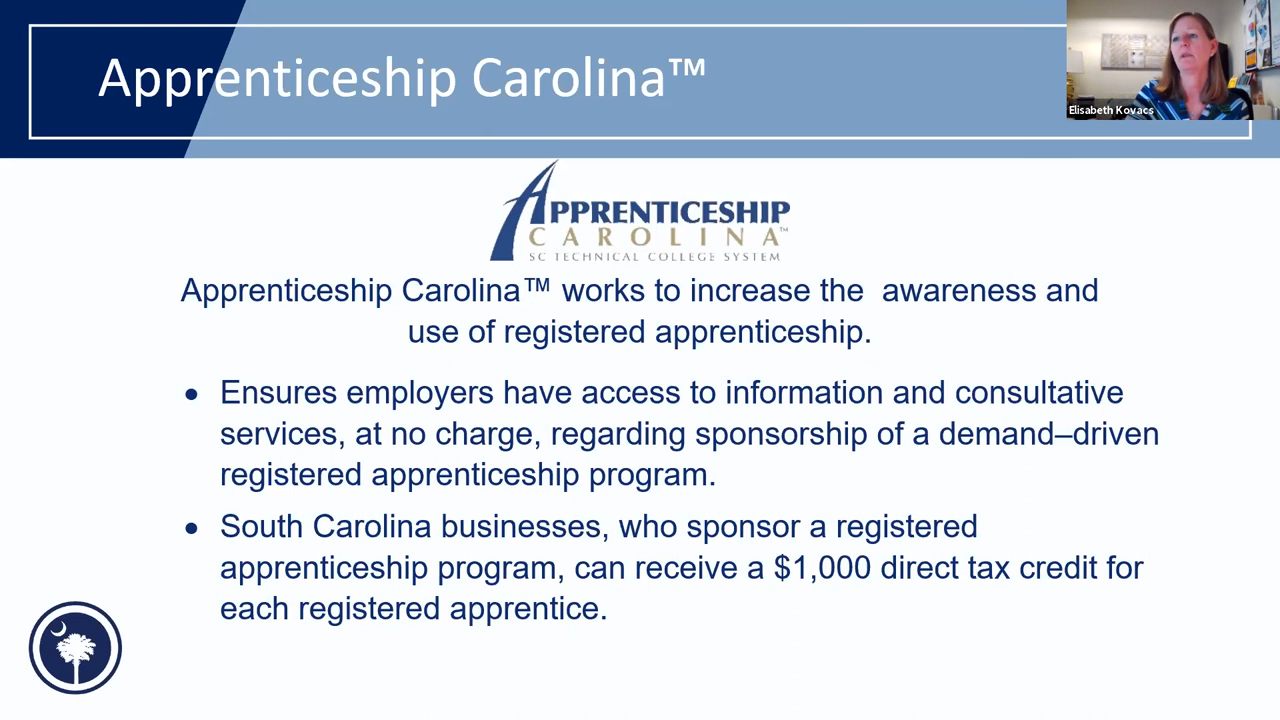 Apprenticeship Carolina™
Elisabeth Kovacs
APPRENTICESHIP
CAROLINA™
SC TECHNICAL COLLEGE SYSTEM
Apprenticeship Carolina™ works to increase the  awareness and
use of registered apprenticeship.
• Ensures employers have access to information and consultative
services, at no charge, regarding sponsorship of a demand–driven
registered apprenticeship program.
• South Carolina businesses, who sponsor a registered
apprenticeship program, can receive a $1,000 direct tax credit for
each registered apprentice.